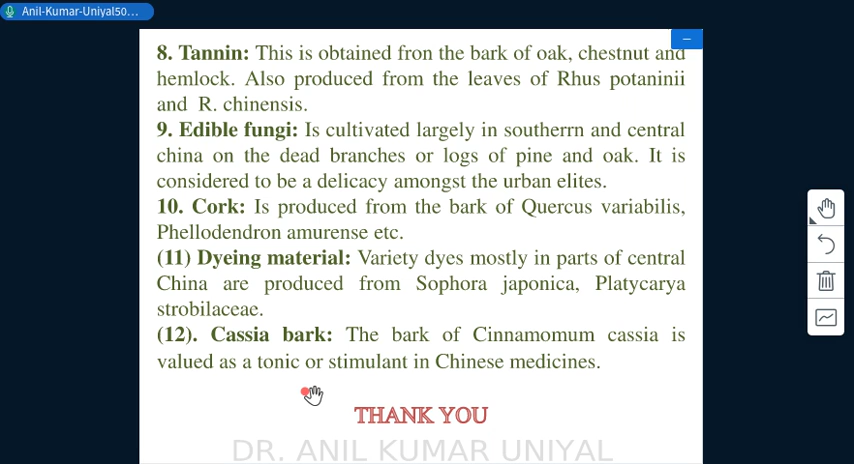 Anil-Kumar-Uniyal50...
8. Tannin: This is obtained fron the bark of oak, chestnut and
hemlock. Also produced from the leaves of Rhus potaninii
and R. chinensis.
9. Edible fungi: Is cultivated largely in southerrn and central
china on the dead branches or logs of pine and oak. It is
considered to be a delicacy amongst the urban elites.
10. Cork: Is produced from the bark of Quercus variabilis,
Phellodendron amurense etc.
(11) Dyeing material: Variety dyes mostly in parts of central
China are produced from Sophora japonica, Platycarya
strobilaceae.
(12). Cassia bark: The bark of Cinnamomum cassia is
valued as a tonic or stimulant in Chinese medicines.
THANK YOU
DR. ANIL KUMAR UNIYAL